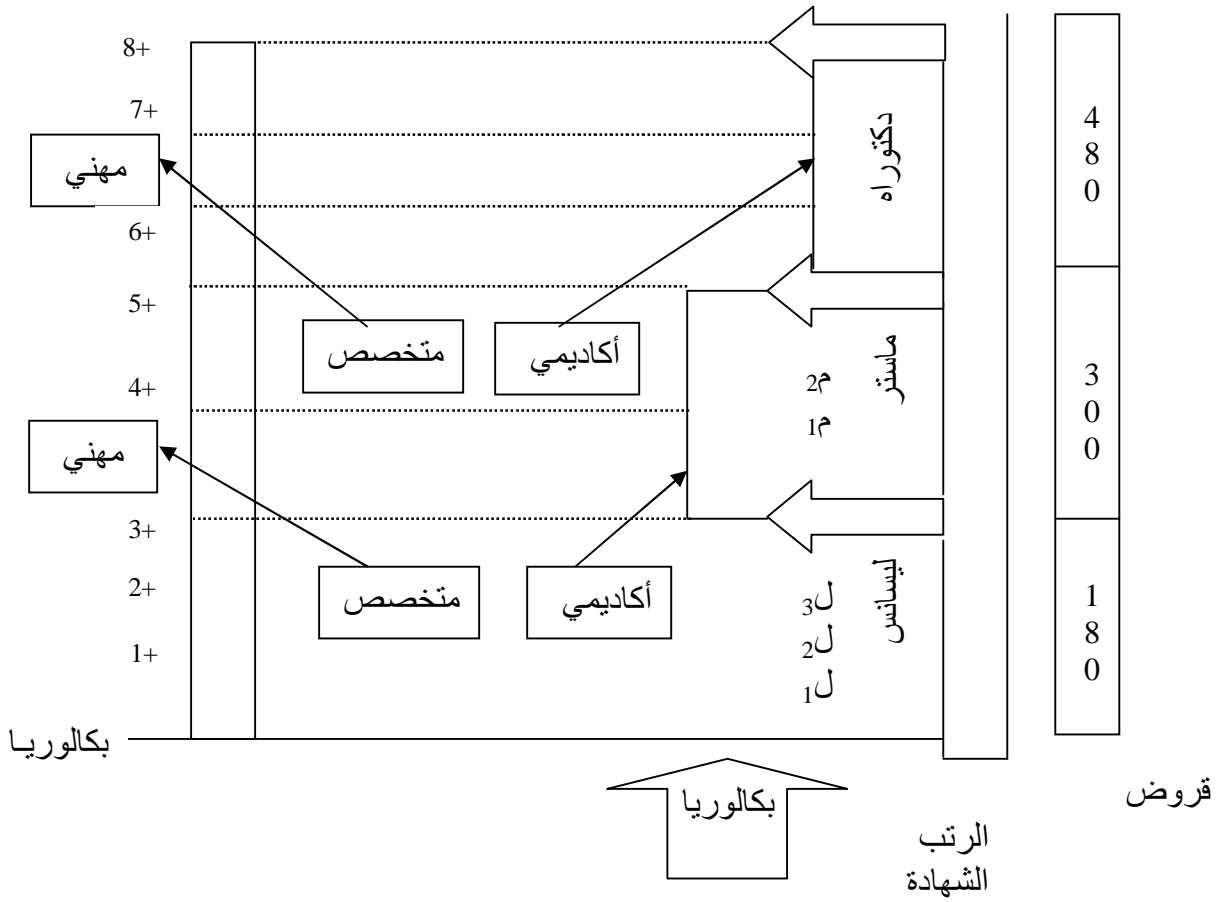 8+
7+
مهني
6+
5+
4+
مهني
3+
2+
1+
بكالوريا
متخصص
أكاديمي
متخصص
أكاديمي
دكتوراه
ماستر
م2
م1
ليسانس
ل3
ل2
ل1
480
300
180
بكالوريا
الرتب
الشهادة
قروض